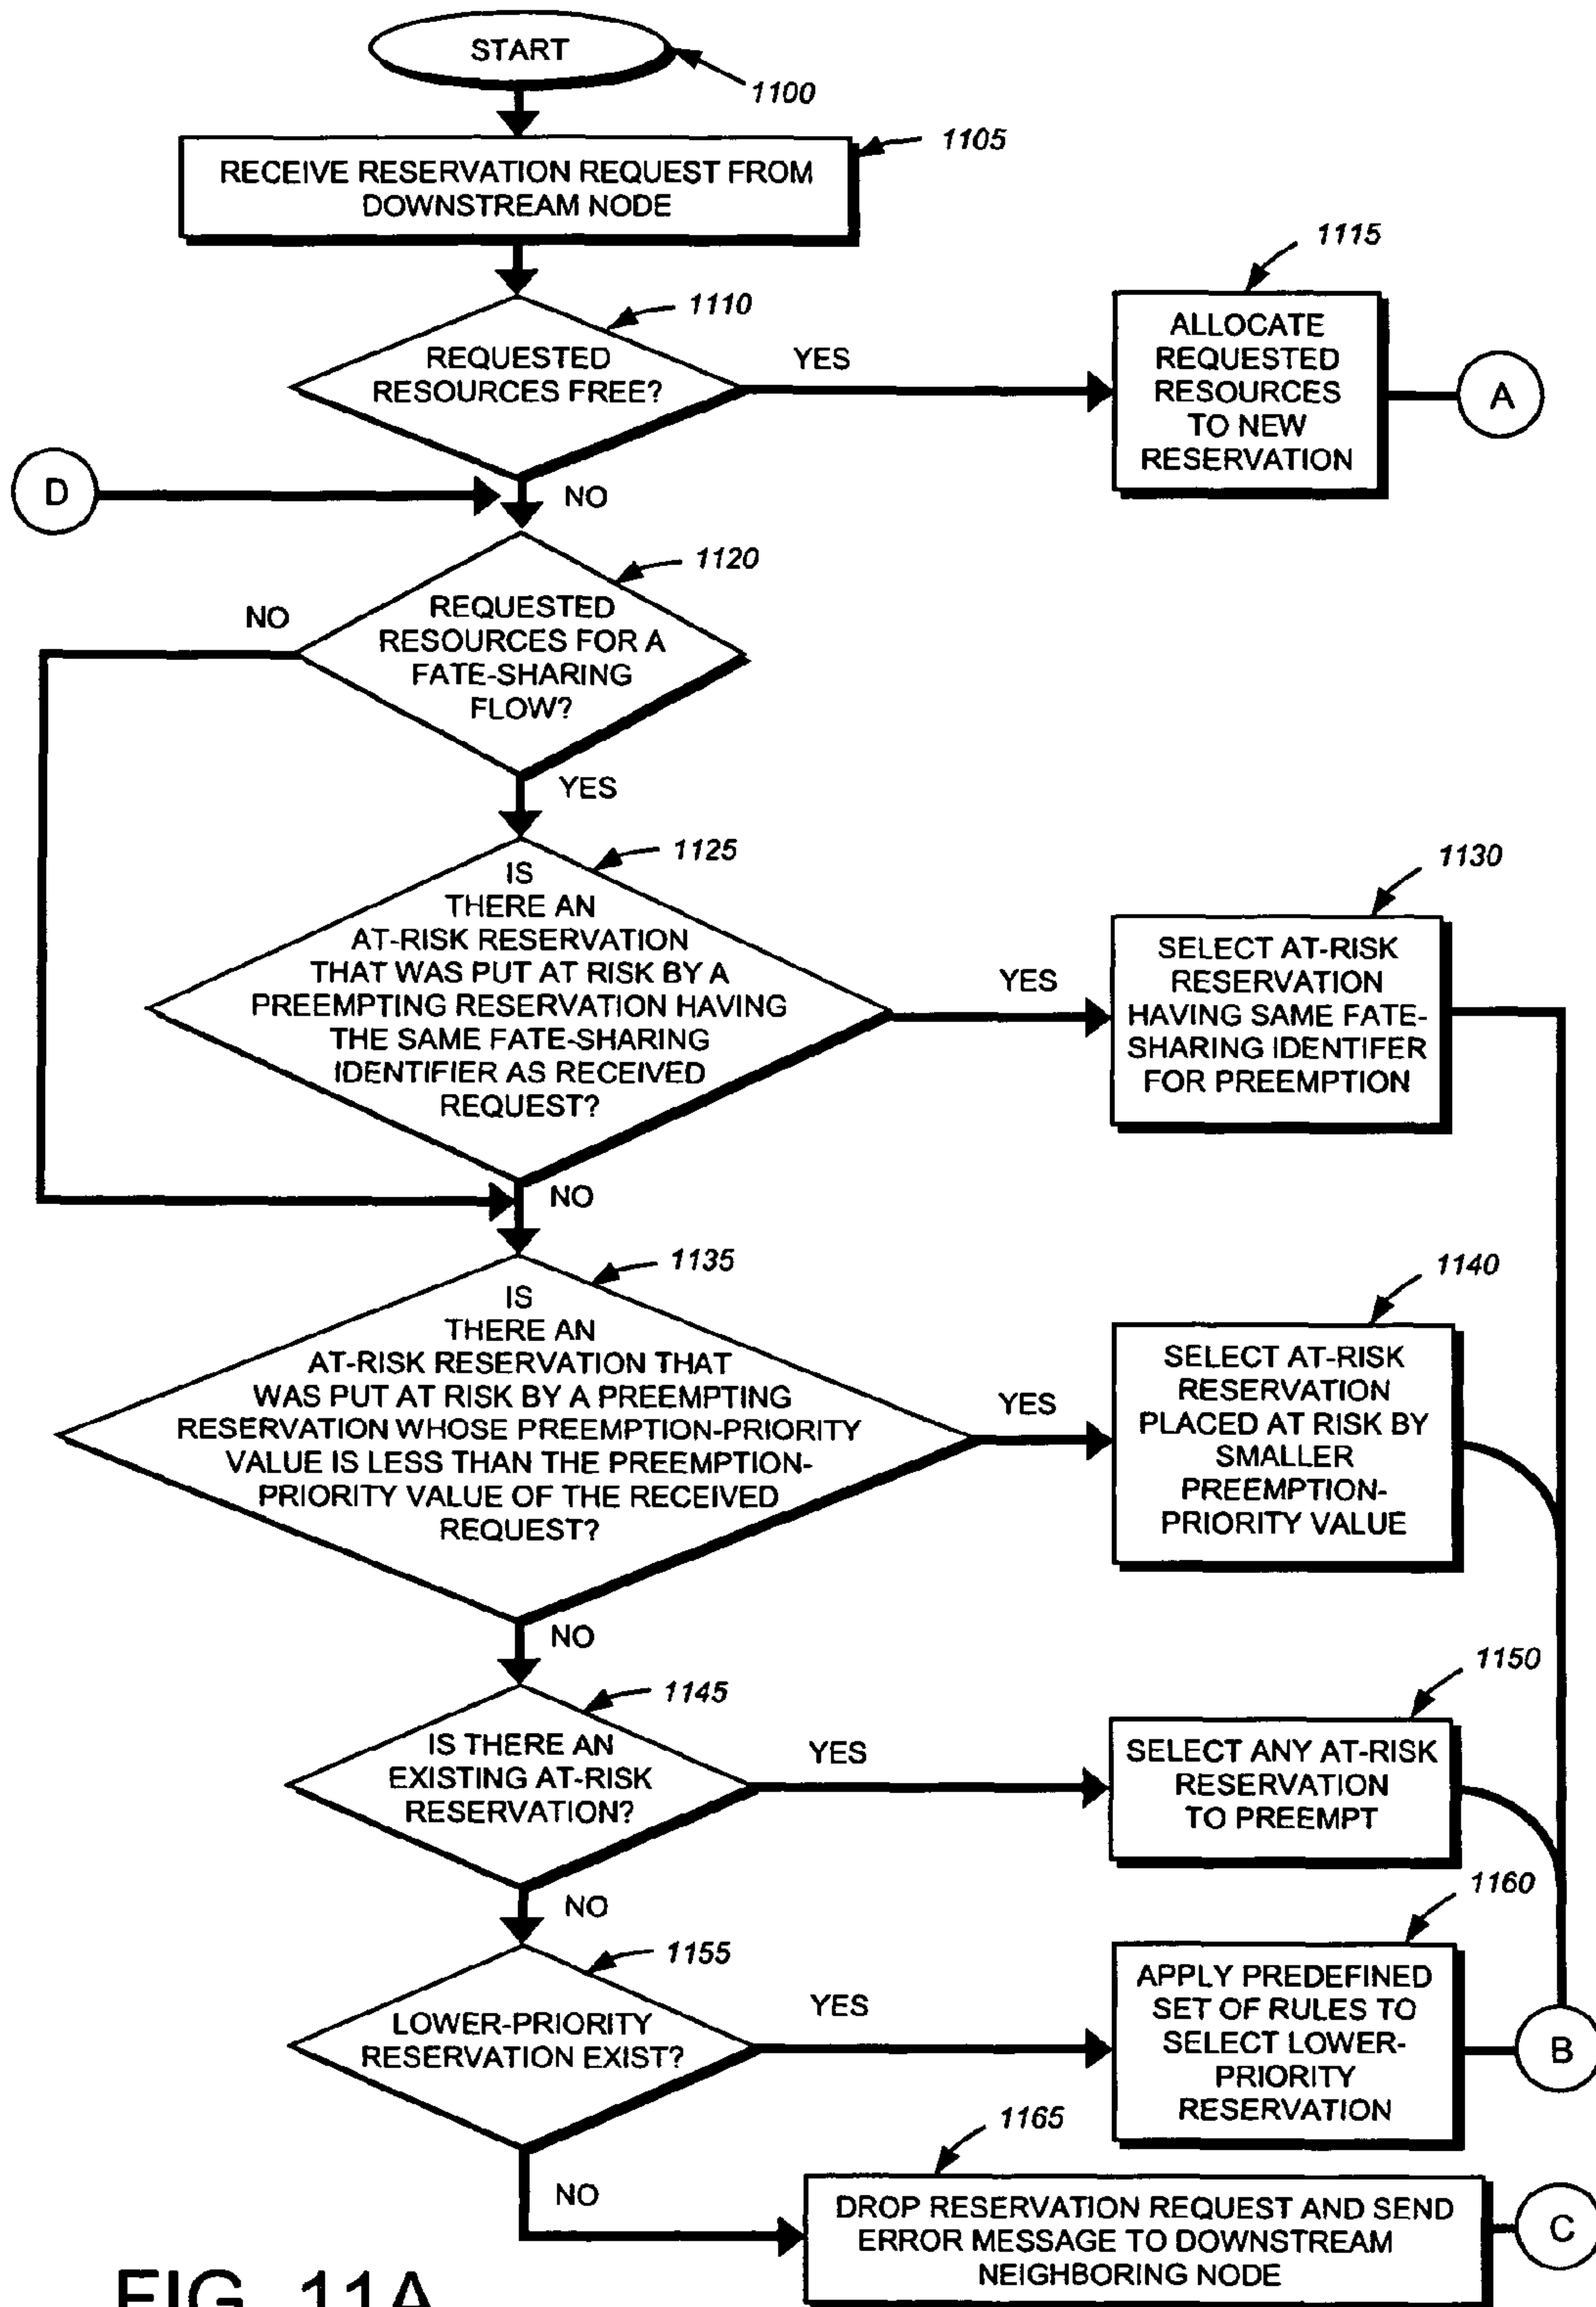 START
1100
1105
RECEIVE RESERVATION REQUEST FROM
DOWNSTREAM NODE
1110
REQUESTED
RESOURCES FREE?
YES
1115
ALLOCATE
REQUESTED
RESOURCES
TO NEW
RESERVATION
A
D
NO
1120
REQUESTED
RESOURCES FOR A
FATE-SHARING
FLOW?
NO
YES
1125
IS
THERE AN
AT-RISK RESERVATION
THAT WAS PUT AT RISK BY A
PREEMPTING RESERVATION HAVING
THE SAME FATE-SHARING
IDENTIFIER AS RECEIVED
REQUEST?
YES
1130
SELECT AT-RISK
RESERVATION
HAVING SAME FATE-
SHARING IDENTIFER
FOR PREEMPTION
NO
1135
IS
THERE AN
AT-RISK RESERVATION THAT
WAS PUT AT RISK BY A PREEMPTING
RESERVATION WHOSE PREEMPTION-PRIORITY
VALUE IS LESS THAN THE PREEMPTION-
PRIORITY VALUE OF THE RECEIVED
REQUEST?
YES
1140
SELECT AT-RISK
RESERVATION
PLACED AT RISK BY
SMALLER
PREEMPTION-
PRIORITY VALUE
NO
1145
IS THERE AN
EXISTING AT-RISK
RESERVATION?
YES
1150
SELECT ANY AT-RISK
RESERVATION
TO PREEMPT
NO
1155
LOWER-PRIORITY
RESERVATION EXIST?
YES
1160
APPLY PREDEFINED
SET OF RULES TO
SELECT LOWER-
PRIORITY
RESERVATION
B
NO
1165
DROP RESERVATION REQUEST AND SEND
ERROR MESSAGE TO DOWNSTREAM
NEIGHBORING NODE
C
FIG. 11A